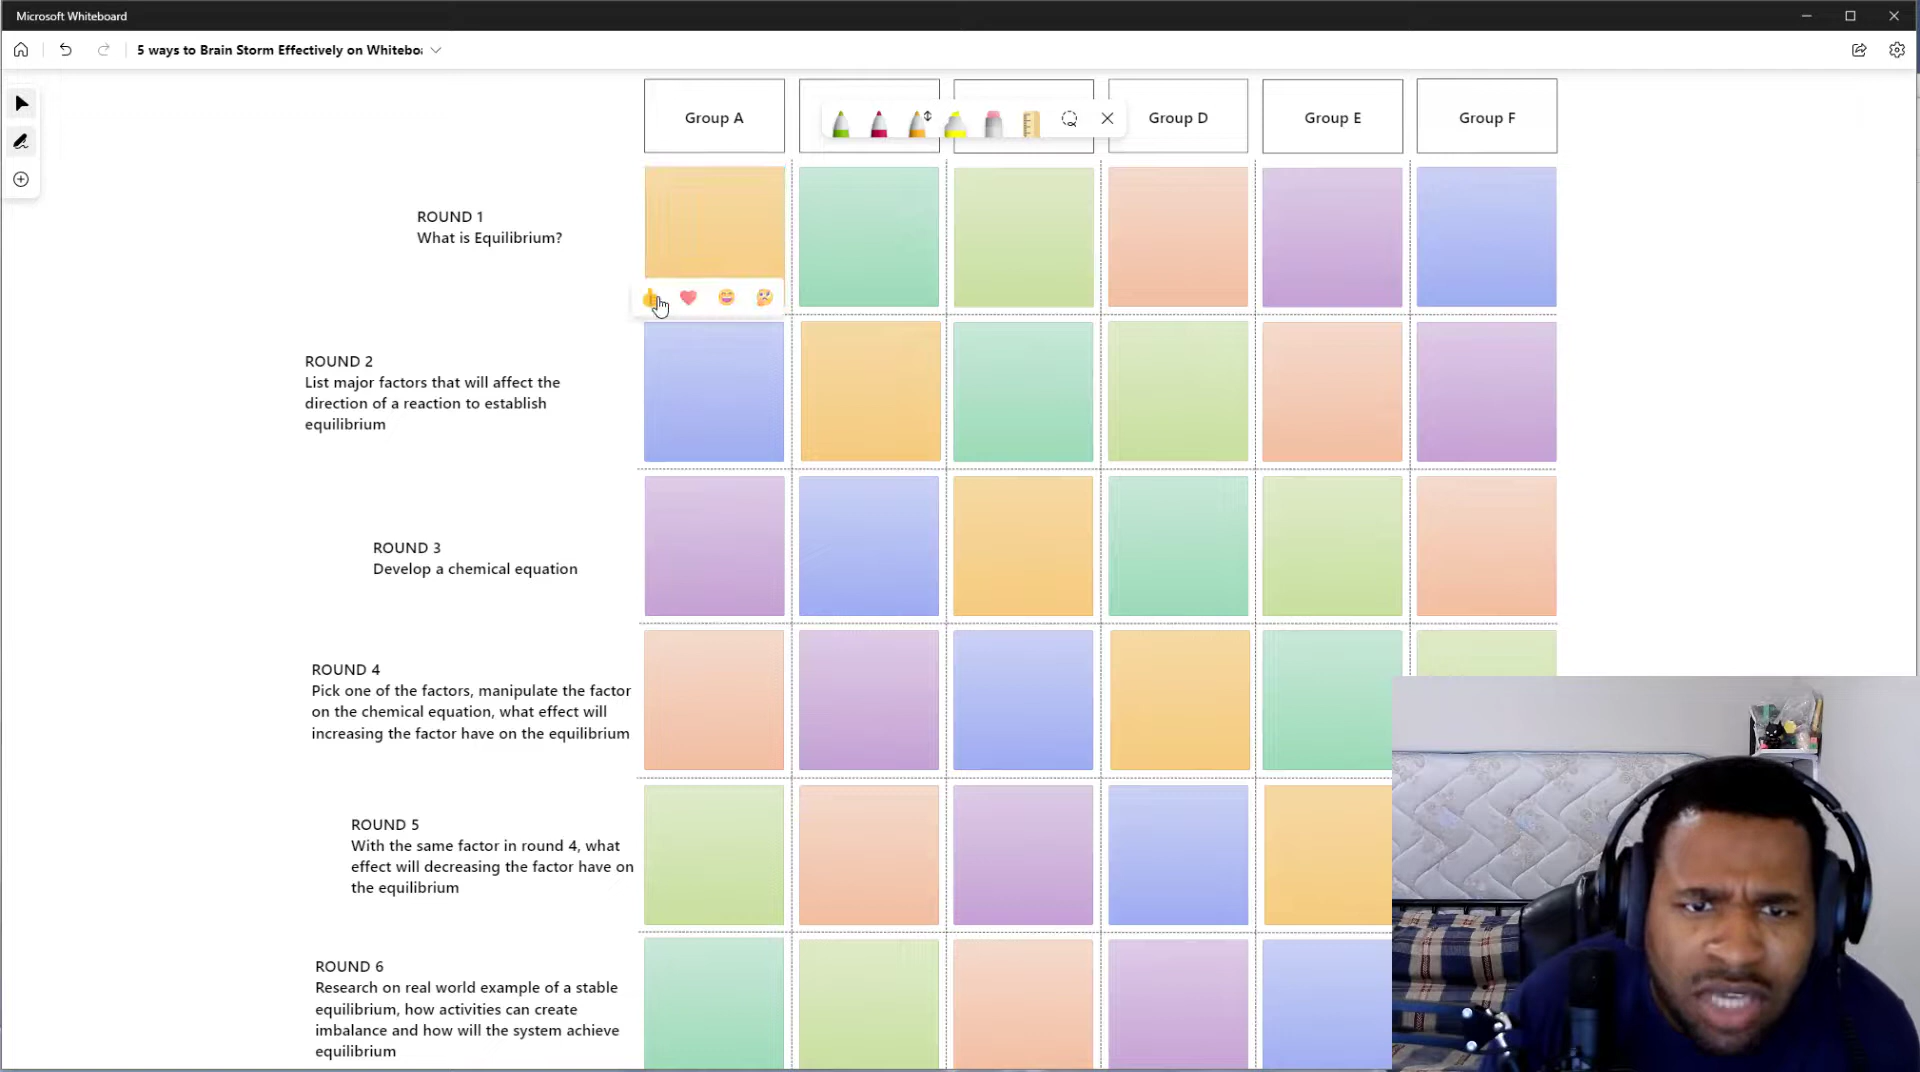 Microsoft Whiteboard
5 ways to Brain Storm Effectively on Whitebo
Group A
Group D
Group E
Group F
ROUND 1
What is Equilibrium?
ROUND 2
List major factors that will affect the
direction of a reaction to establish
equilibrium
ROUND 3
Develop a chemical equation
ROUND 4
Pick one of the factors, manipulate the factor
on the chemical equation, what effect will
increasing the factor have on the equilibrium
ROUND 5
With the same factor in round 4, what
effect will decreasing the factor have on
the equilibrium
ROUND 6
Research on real world example of a stable
equilibrium, how activities can create
imbalance and how will the system achieve
equilibrium